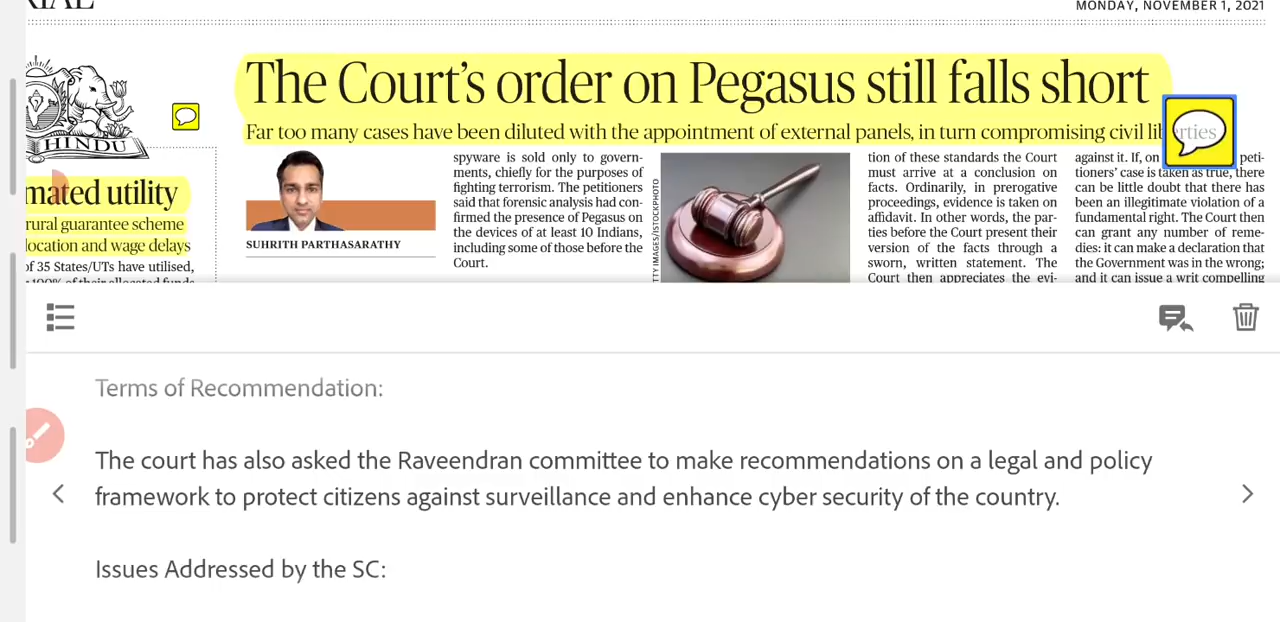 MONDAY, NOVEMBER 1, 2021
HINDU
mated utility
rural guarantee scheme
location and wage delays
of 35 States/UTs have utilised,
The Court's order on Pegasus still falls short
Far too many cases have been diluted with the appointment of external panels, in turn compromising civil liberties
SUHRITH PARTHASARATHY
spyware is sold only to govern-
ments, chiefly for the purposes of
fighting terrorism. The petitioners
said that forensic analysis had con-
firmed the presence of Pegasus on
the devices of at least 10 Indians,
including some of those before the
Court.
TTY IMAGES/ISTOCKPHOTO
tion of these standards the Court
must arrive at a conclusion on
facts. Ordinarily, in prerogative
proceedings, evidence is taken on
affidavit. In other words, the par-
ties before the Court present their
version of the facts through a
sworn, written statement. The
Court then appreciates the evi-
against it. If, on peti-
tioners' case is taken as true, there
can be little doubt that there has
been an illegitimate violation of a
fundamental right. The Court then
can grant any number of reme-
dies: it can make a declaration that
the Government was in the wrong;
and it can issue a writ compelling
Terms of Recommendation:
The court has also asked the Raveendran committee to make recommendations on a legal and policy
framework to protect citizens against surveillance and enhance cyber security of the country.
Issues Addressed by the SC: